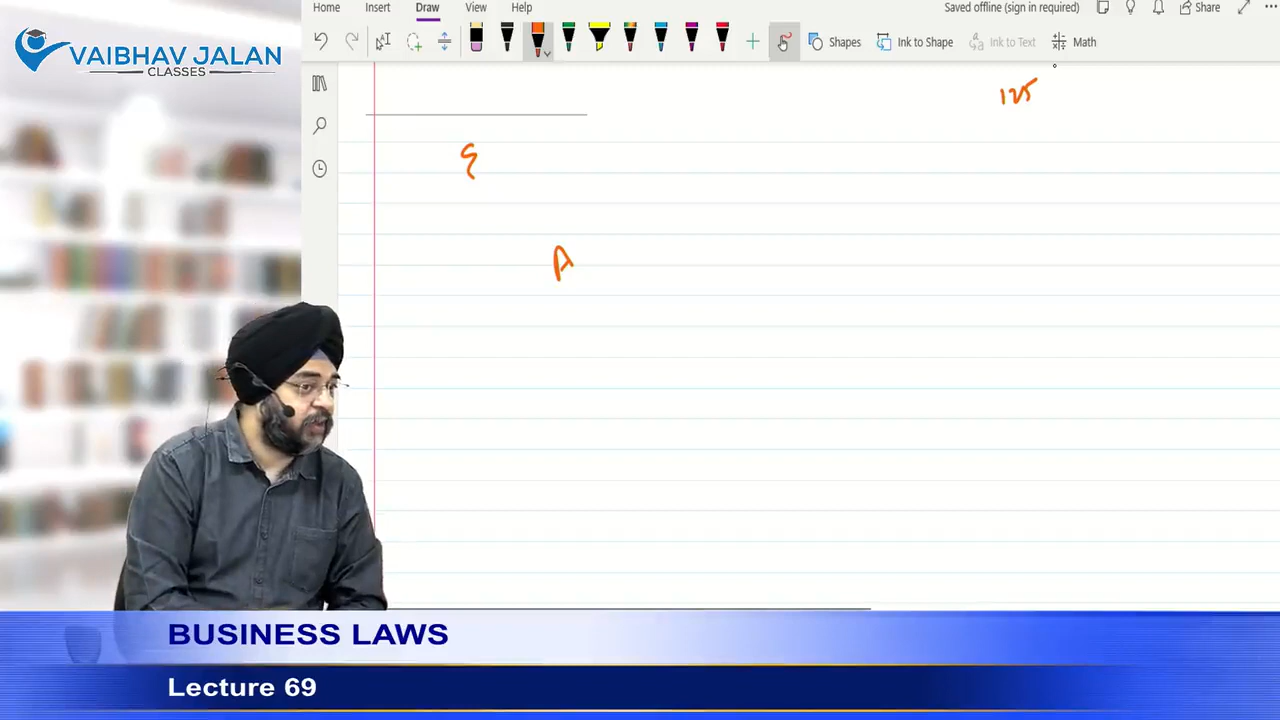 Home Insert Draw View Help Saved offline (sign in required) Share
VAIBHAV JALAN
CLASSES
Shapes Ink to Shape Ink to Text Math
125
A
BUSINESS LAWS
Lecture 69